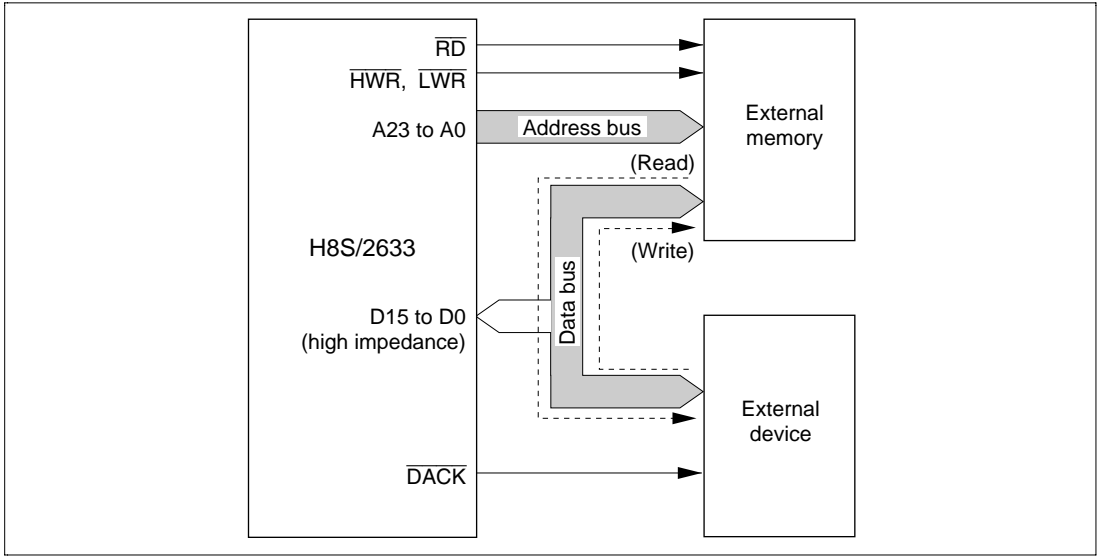 RD
HWR, LWR
A23 to A0
Address bus
External
memory
(Read)
H8S/2633
(Write)
Data bus
D15 to D0
(high impedance)
External
device
DACK